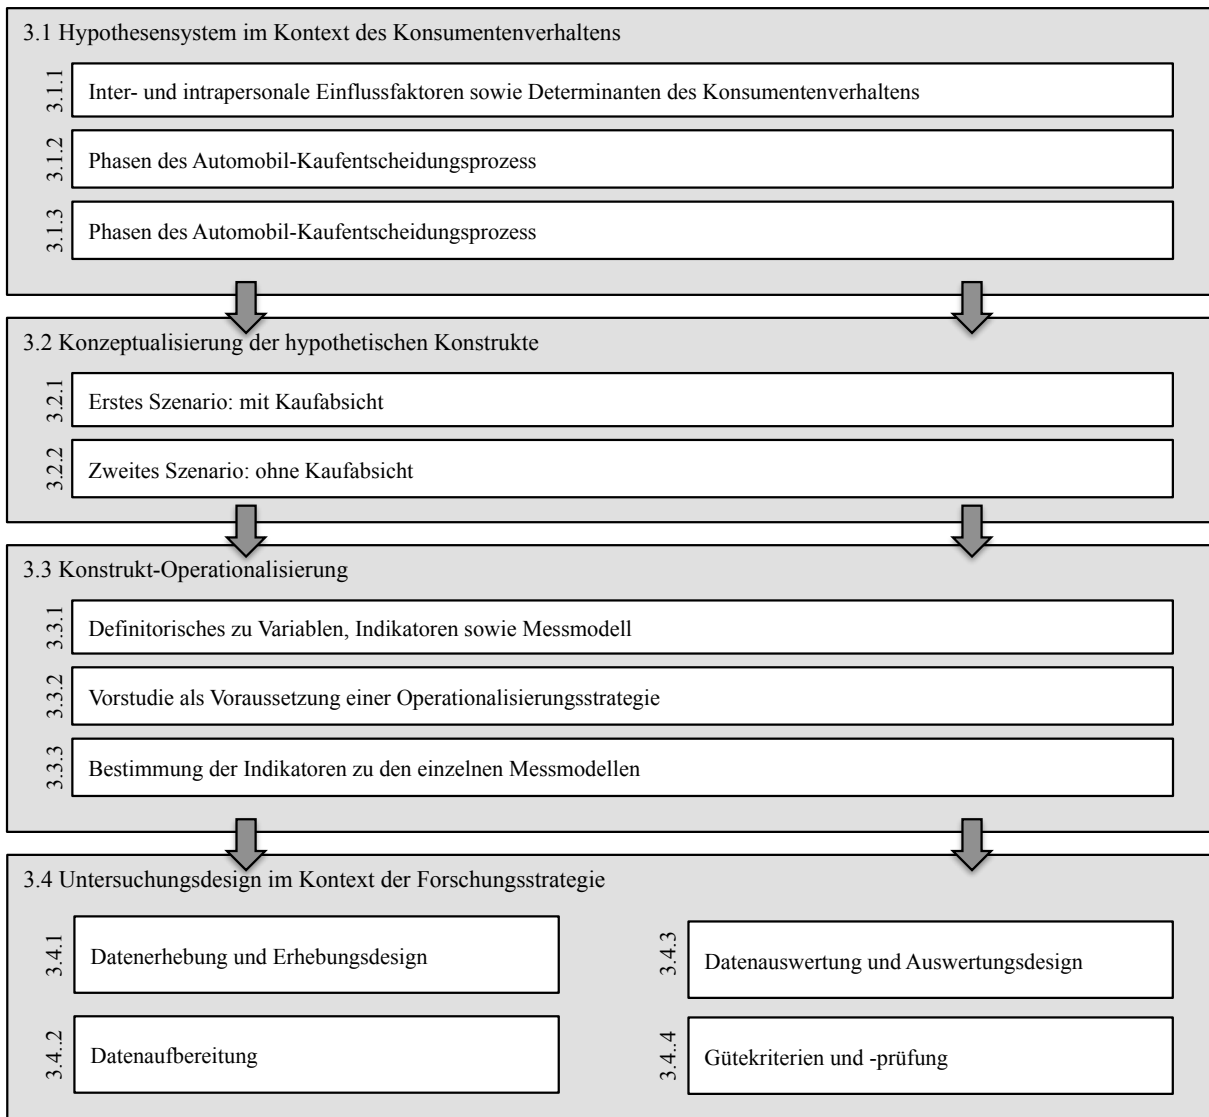 3.1 Hypothesensystem im Kontext des Konsumentenverhaltens
3.1.1
Inter- und intrapersonale Einflussfaktoren sowie Determinanten des Konsumentenverhaltens
3.1.2
Phasen des Automobil-Kaufentscheidungsprozess
3.1.3
Phasen des Automobil-Kaufentscheidungsprozess
3.2 Konzeptualisierung der hypothetischen Konstrukte
3.2.1
Erstes Szenario: mit Kaufabsicht
3.2.2
Zweites Szenario: ohne Kaufabsicht
3.3 Konstrukt-Operationalisierung
3.3.1
Definitorisches zu Variablen, Indikatoren sowie Messmodell
3.3.2
Vorstudie als Voraussetzung einer Operationalisierungsstrategie
3.3.3
Bestimmung der Indikatoren zu den einzelnen Messmodellen
3.4 Untersuchungsdesign im Kontext der Forschungsstrategie
3.4.1
Datenerhebung und Erhebungsdesign
3.4..2
Datenaufbereitung
3.4.3
Datenauswertung und Auswertungsdesign
3.4..4
Gütekriterien und -prüfung